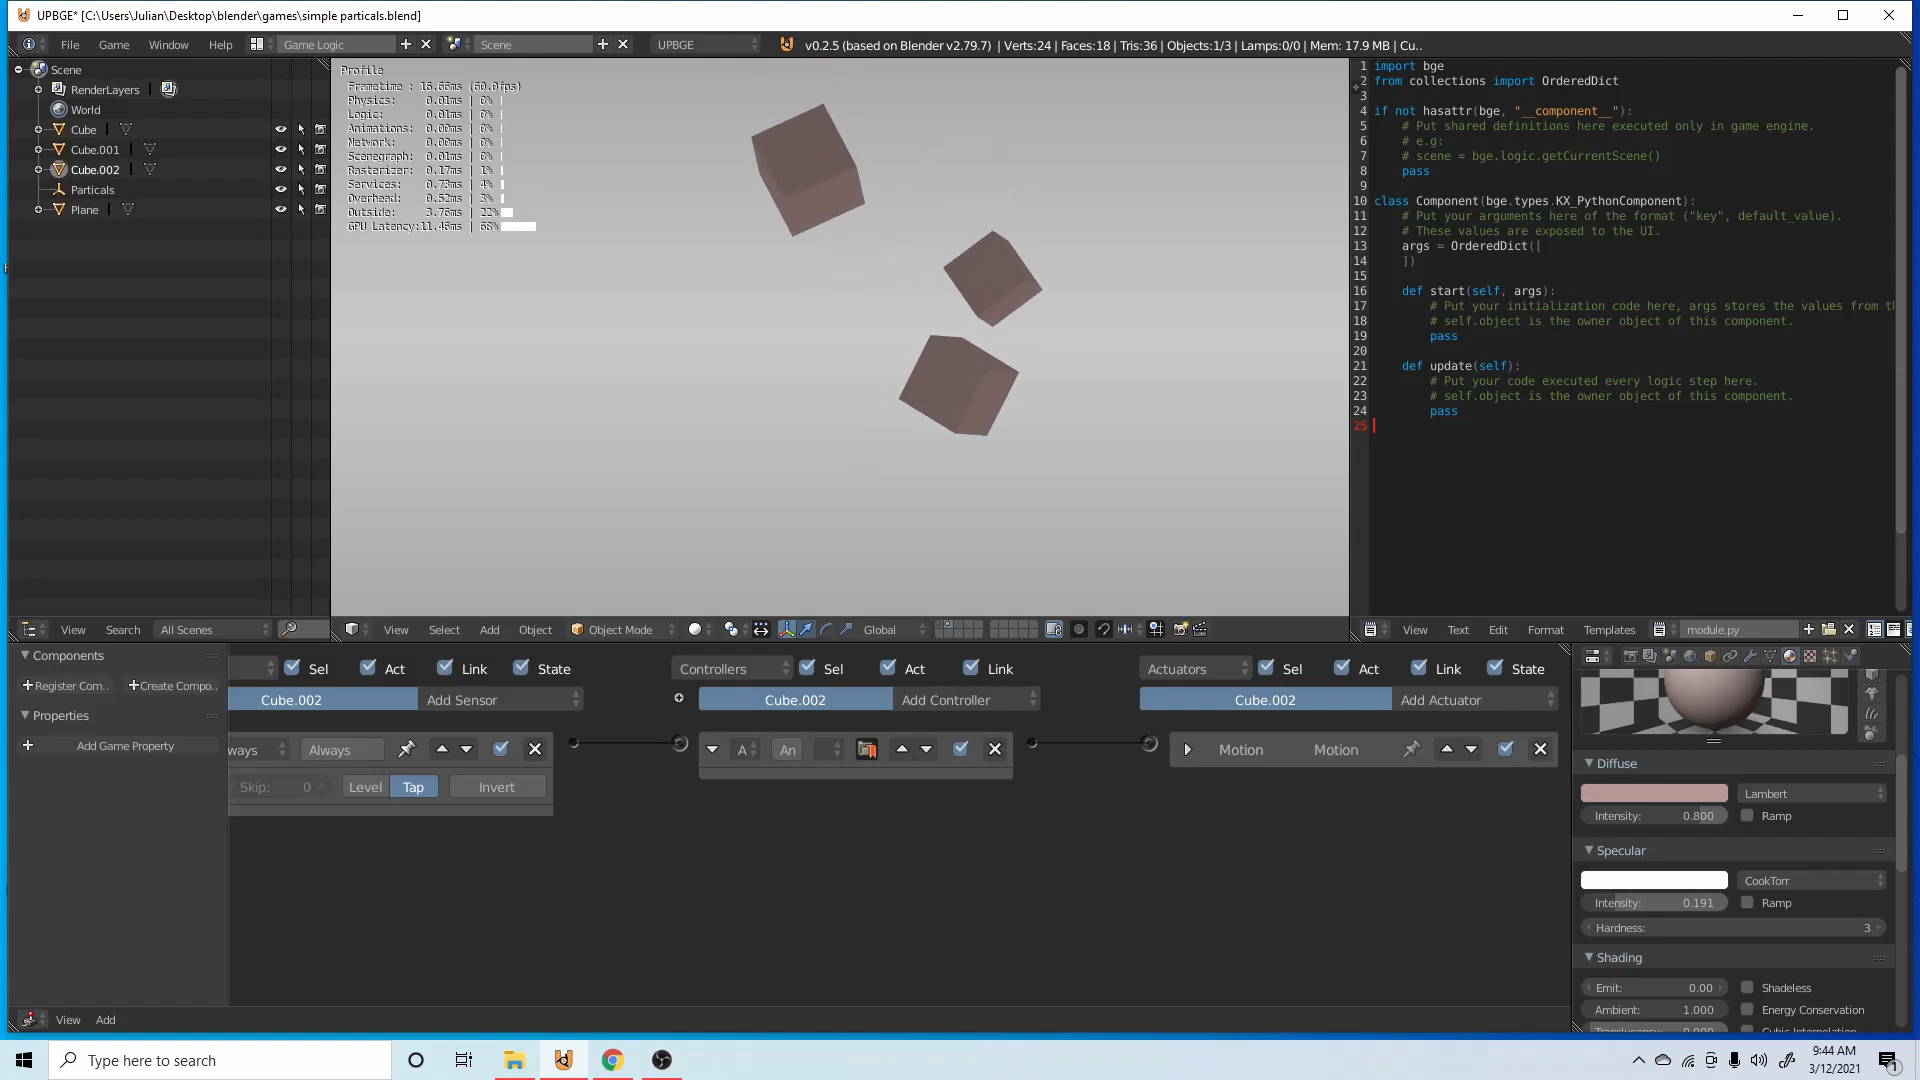 UPBGE* [C:\Users\Julian\Desktop\blender\games\simple particals.blend]
File Game Window Help Game Logic Scene UPBGE v0.2.5 (based on Blender v2.79.7) | Verts:24 | Faces:18 | Tris:36 | Objects:1/3 | Lamps:0/0 | Mem: 17.9 MB | Cu..
Scene
RenderLayers
World
Cube
Cube.001
Cube.002
Particals
Plane
View Search All Scenes
Profile
Frametime : 16.66ms (60.0fps)
Physics: 0.01ms | 0%
Logic: 0.01ms | 0%
Animations: 0.00ms | 0%
Network: 0.00ms | 0%
Scenegraph: 0.01ms | 0%
Rasterizer: 0.17ms | 1%
Services: 0.73ms | 4%
Overhead: 0.52ms | 3%
Outside: 3.76ms | 22%
GPU Latency:11.46ms | 68%
View Select Add Object Object Mode Global
1 import bge
2 from collections import OrderedDict
3
4 if not hasattr(bge, "__component__"):
5 # Put shared definitions here executed only in game engine.
6 # e.g:
7 # scene = bge.logic.getCurrentScene()
8 pass
9
10 class Component(bge.types.KX_PythonComponent):
11 # Put your arguments here of the format ("key", default_value).
12 # These values are exposed to the UI.
13 args = OrderedDict([
14 ])
15
16 def start(self, args):
17 # Put your initialization code here, args stores the values from t
18 # self.object is the owner object of this component.
19 pass
20
21 def update(self):
22 # Put your code executed every logic step here.
23 # self.object is the owner object of this component.
24 pass
25
View Text Edit Format Templates module.py
Components
Register Com.. Create Compo..
Properties
Add Game Property
Sel Act Link State
Cube.002 Add Sensor
ways Always
Skip: 0 Level Tap Invert
Controllers Sel Act Link
Cube.002 Add Controller
A An
Actuators Sel Act Link State
Cube.002 Add Actuator
Motion Motion
View Add
Diffuse
Lambert
Intensity: 0.800 Ramp
Specular
CookTorr
Intensity: 0.191 Ramp
Hardness: 3
Shading
Emit: 0.00 Shadeless
Ambient: 1.000 Energy Conservation
Translucency: 0.000 Cubic Interpolation
Type here to search
9:44 AM
3/12/2021
1